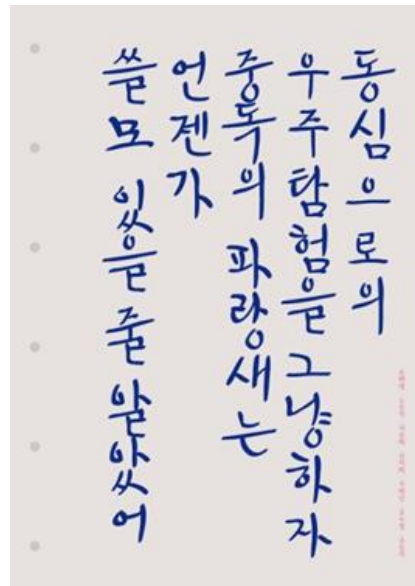 동심으로의
우주탐험을 그냥하자
중독의 파랑새는
언젠가
쓸모 있을 줄 알았어